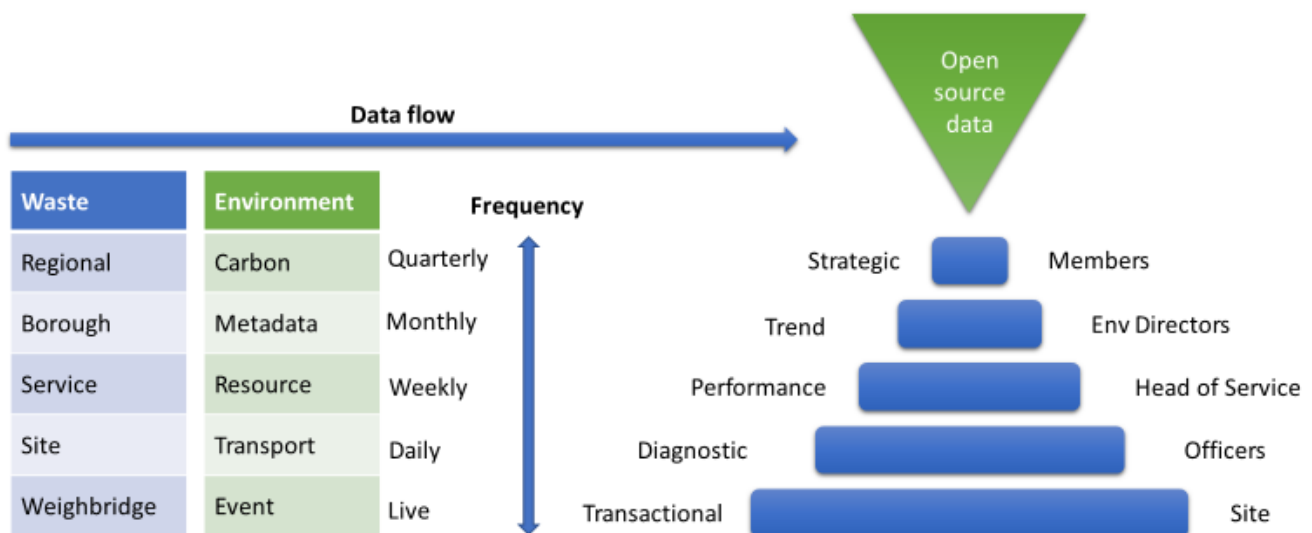 Open
source
data
Data flow
Waste Environment Frequency
Regional Carbon Quarterly Strategic Members
Borough Metadata Monthly Trend Env Directors
Service Resource Weekly Performance Head of Service
Site Transport Daily Diagnostic Officers
Weighbridge Event Live Transactional Site